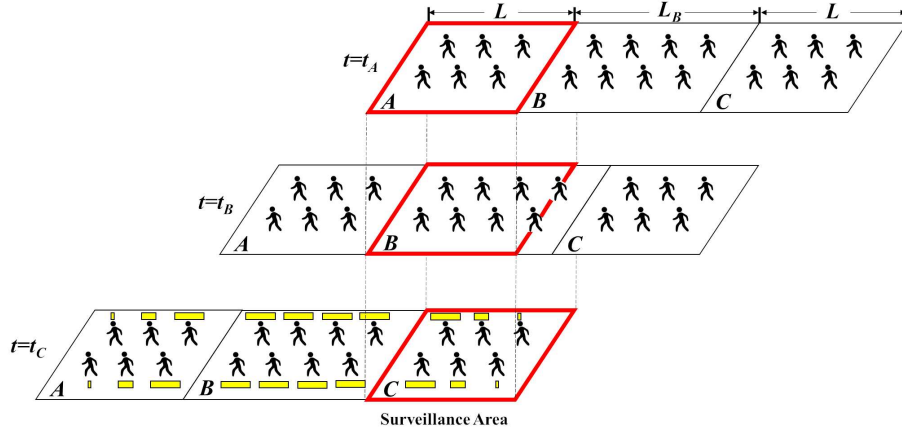 L L_B L
t=t_A
A B C
t=t_B
A B C
t=t_C
A B C
Surveillance Area